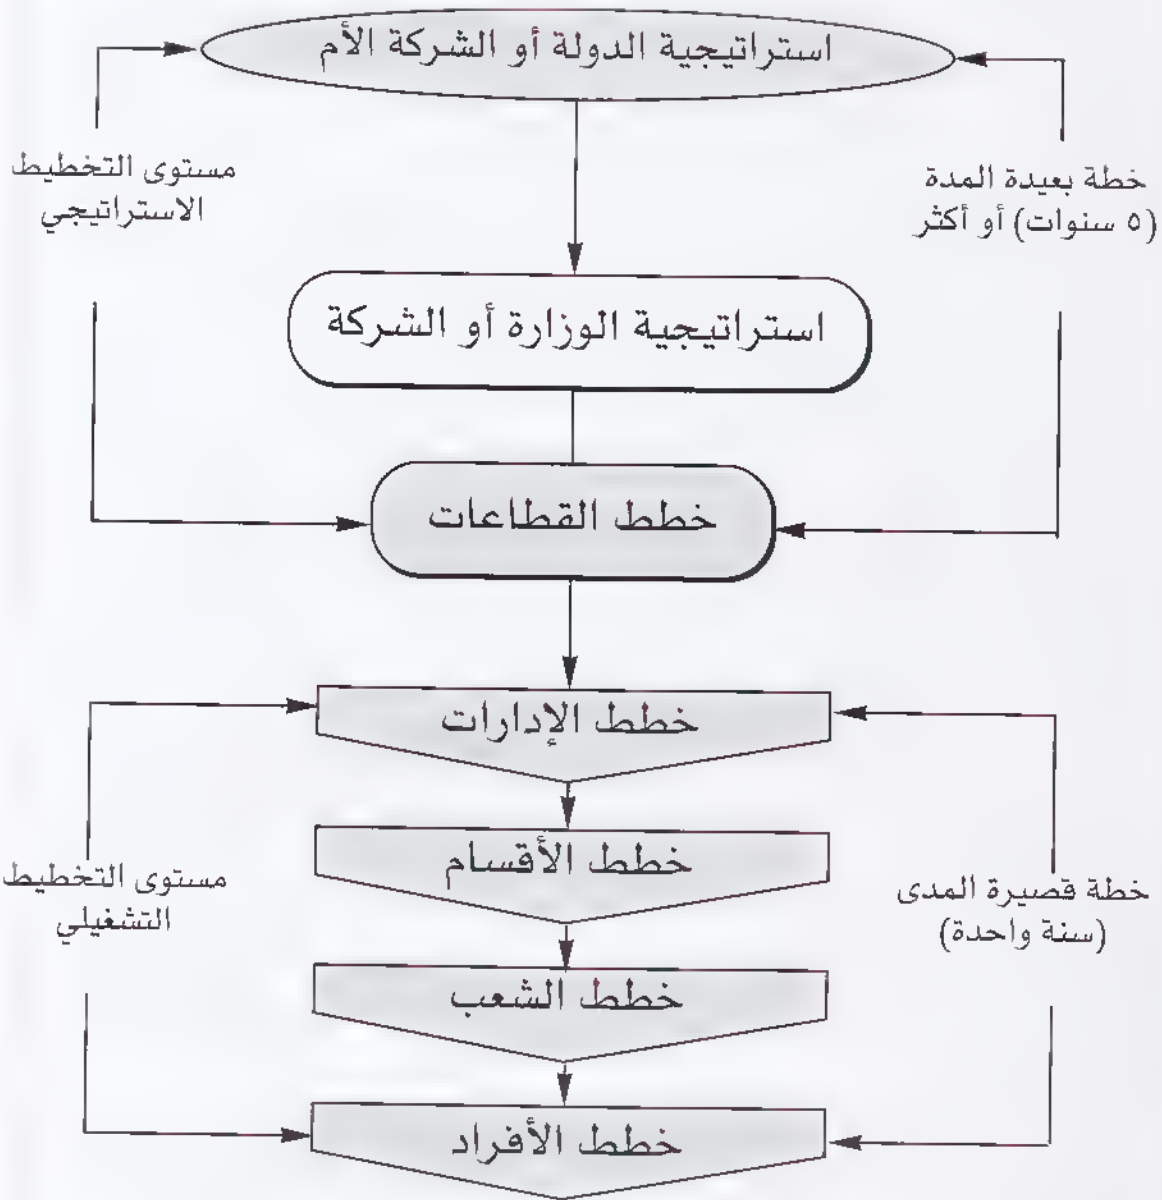 استراتيجية الدولة أو الشركة الأم
خطة بعيدة المدة
(٥ سنوات) أو أكثر
مستوى التخطيط
الاستراتيجي
استراتيجية الوزارة أو الشركة
خطط القطاعات
خطط الإدارات
خطط الأقسام
خطة قصيرة المدى
(سنة واحدة)
مستوى التخطيط
التشغيلي
خطط الشعب
خطط الأفراد